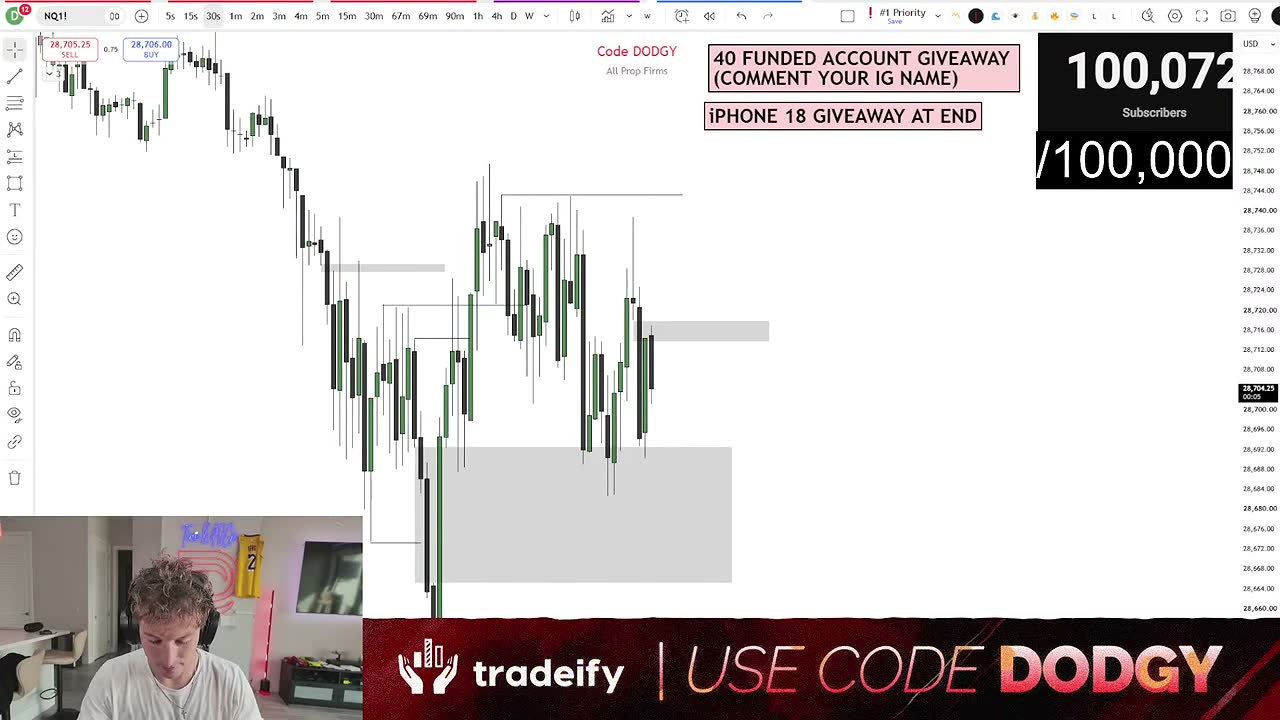 D
12
NQ1!
5s 15s 30s 1m 2m 3m 4m 5m 15m 30m 67m 69m 90m 1h 4h D W
w
#1 Priority
Save
L L
28,705.25
SELL
0.75
28,706.00
BUY
3
Code DODGY
All Prop Firms
40 FUNDED ACCOUNT GIVEAWAY
(COMMENT YOUR IG NAME)
iPHONE 18 GIVEAWAY AT END
100,072
Subscribers
/100,000
USD
28,768.00
28,764.00
28,760.00
28,756.00
28,752.00
28,748.00
28,744.00
28,740.00
28,736.00
28,732.00
28,728.00
28,724.00
28,720.00
28,716.00
28,712.00
28,708.00
28,704.25
00:05
28,700.00
28,696.00
28,692.00
28,688.00
28,684.00
28,680.00
28,676.00
28,672.00
28,668.00
28,664.00
28,660.00
2
tradeify
USE CODE DODGY